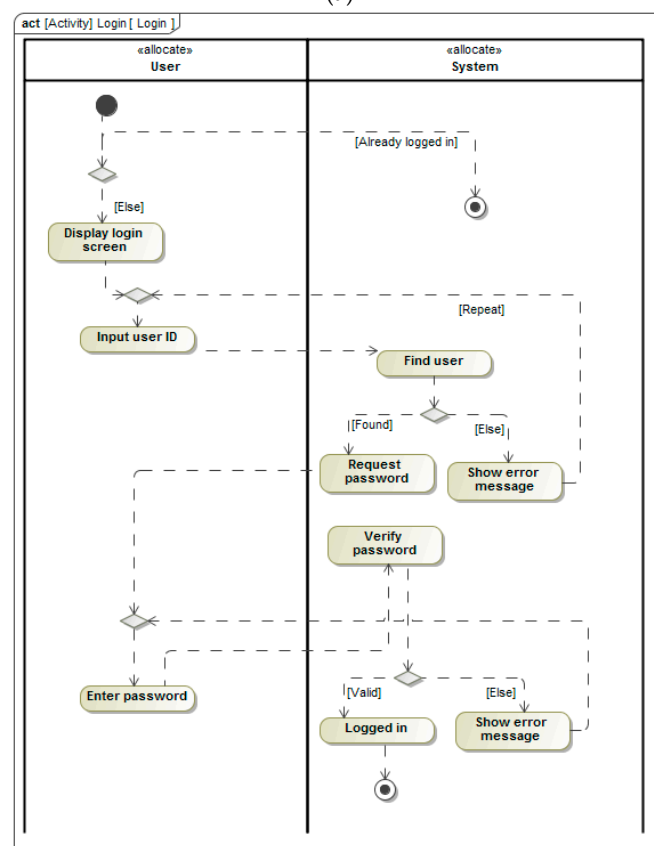 act [Activity] Login [ Login ]
«allocate»
User
«allocate»
System
[Already logged in]
[Else]
Display login
screen
[Repeat]
Input user ID
Find user
[Found]
[Else]
Request
password
Show error
message
Verify
password
Enter password
[Valid]
[Else]
Logged in
Show error
message